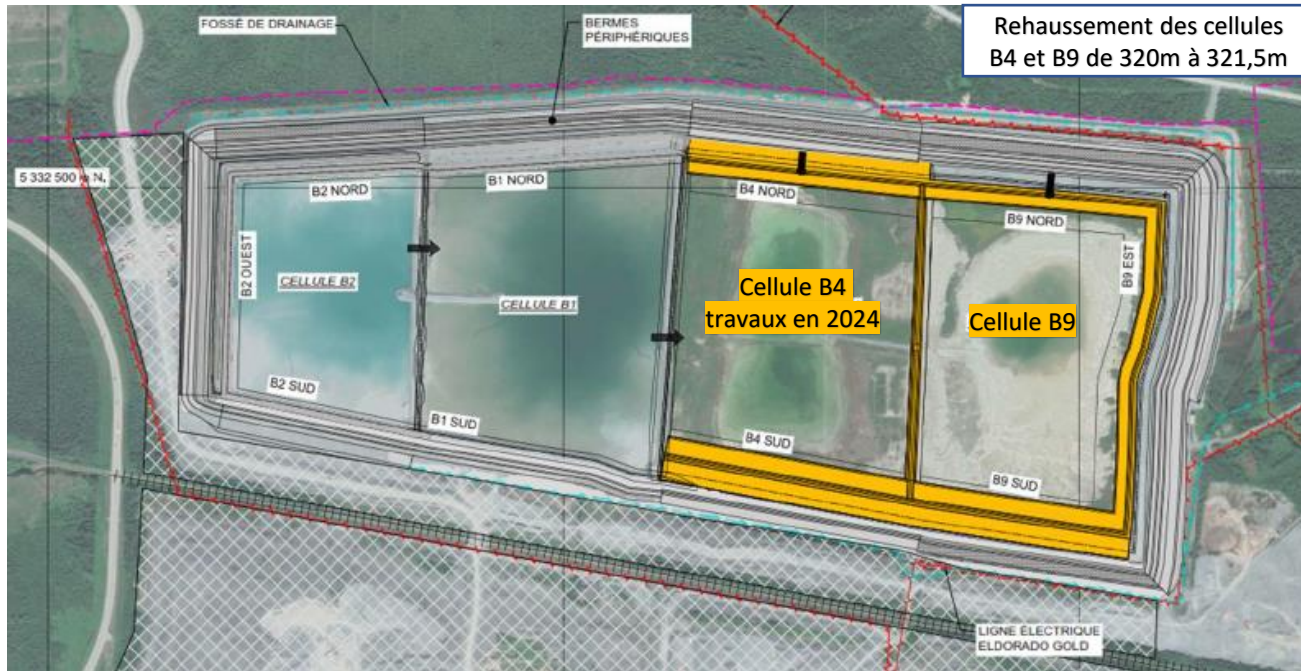 Rehaussement des cellules
B4 et B9 de 320m à 321,5m
FOSSÉ DE DRAINAGE
BERMES
PÉRIPHÉRIQUES
5 332 500 m N.
B2 NORD
B1 NORD
B4 NORD
B9 NORD
B2 OUEST
B9 EST
CELLULE B2
CELLULE B1
Cellule B4
travaux en 2024
Cellule B9
B2 SUD
B1 SUD
B4 SUD
B9 SUD
LIGNE ÉLECTRIQUE
ELDORADO GOLD